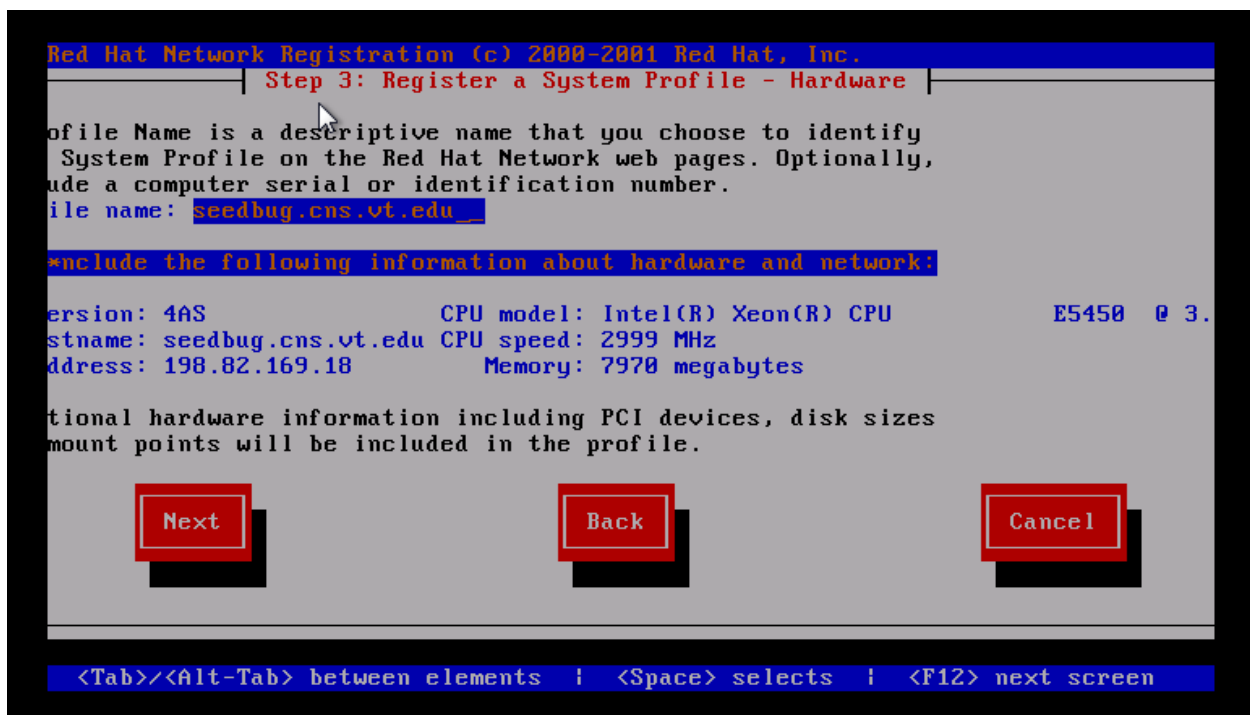 Red Hat Network Registration (c) 2000-2001 Red Hat, Inc.
Step 3: Register a System Profile - Hardware
ofile Name is a descriptive name that you choose to identify
System Profile on the Red Hat Network web pages. Optionally,
ude a computer serial or identification number.
ile name: seedbug.cns.vt.edu__
*nclude the following information about hardware and network:
ersion: 4AS CPU model: Intel(R) Xeon(R) CPU E5450 @ 3.
stname: seedbug.cns.vt.edu CPU speed: 2999 MHz
ddress: 198.82.169.18 Memory: 7970 megabytes
tional hardware information including PCI devices, disk sizes
mount points will be included in the profile.
Next Back Cancel
<Tab>/<Alt-Tab> between elements | <Space> selects | <F12> next screen